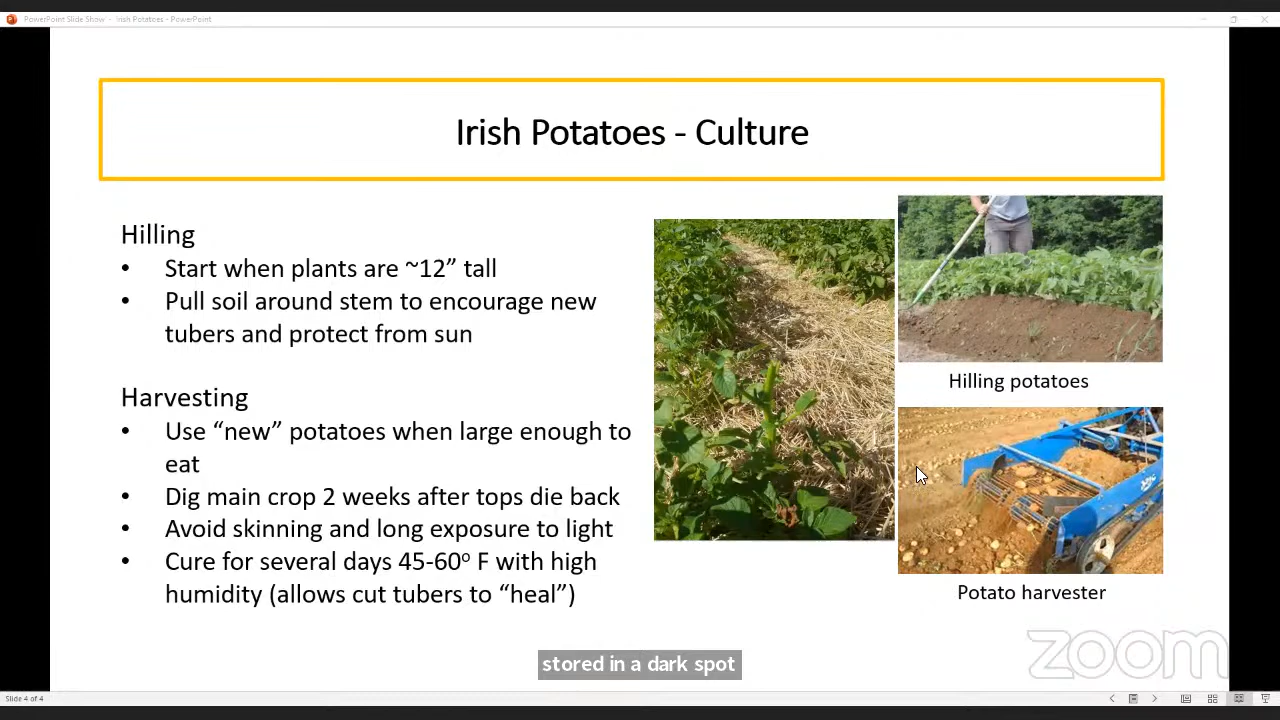 PowerPoint Slide Show - Irish Potatoes - PowerPoint
Irish Potatoes - Culture
Hilling
• Start when plants are ~12” tall
• Pull soil around stem to encourage new
tubers and protect from sun
Harvesting
• Use “new” potatoes when large enough to
eat
• Dig main crop 2 weeks after tops die back
• Avoid skinning and long exposure to light
• Cure for several days 45-60º F with high
humidity (allows cut tubers to “heal”)
Hilling potatoes
Potato harvester
stored in a dark spot
zoom
Slide 4 of 4